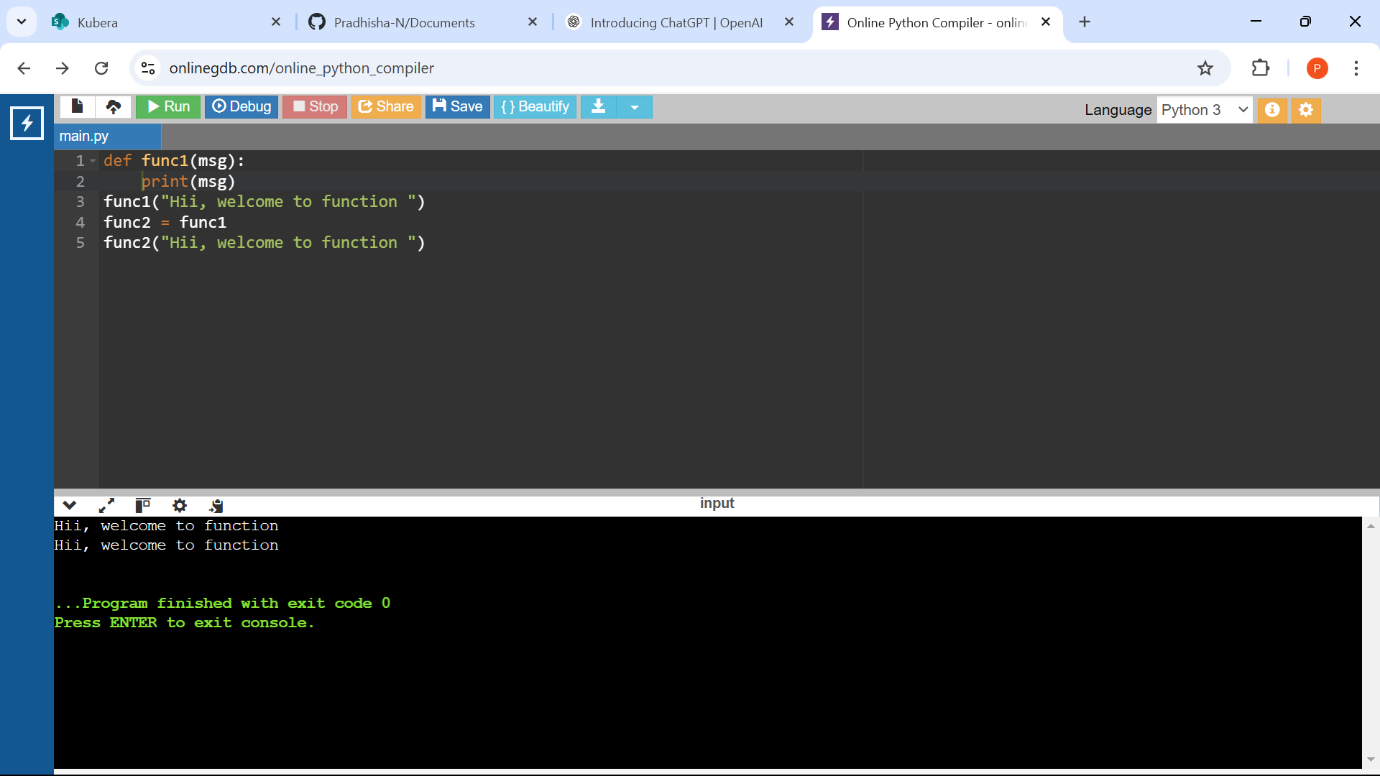 Kubera
Pradhisha-N/Documents
Introducing ChatGPT | OpenAI
Online Python Compiler - onlin
onlinegdb.com/online_python_compiler
P
Run Debug Stop Share Save { } Beautify
Language Python 3
main.py
1 def func1(msg):
2 print(msg)
3 func1("Hii, welcome to function ")
4 func2 = func1
5 func2("Hii, welcome to function ")
input
Hii, welcome to function
Hii, welcome to function
...Program finished with exit code 0
Press ENTER to exit console.